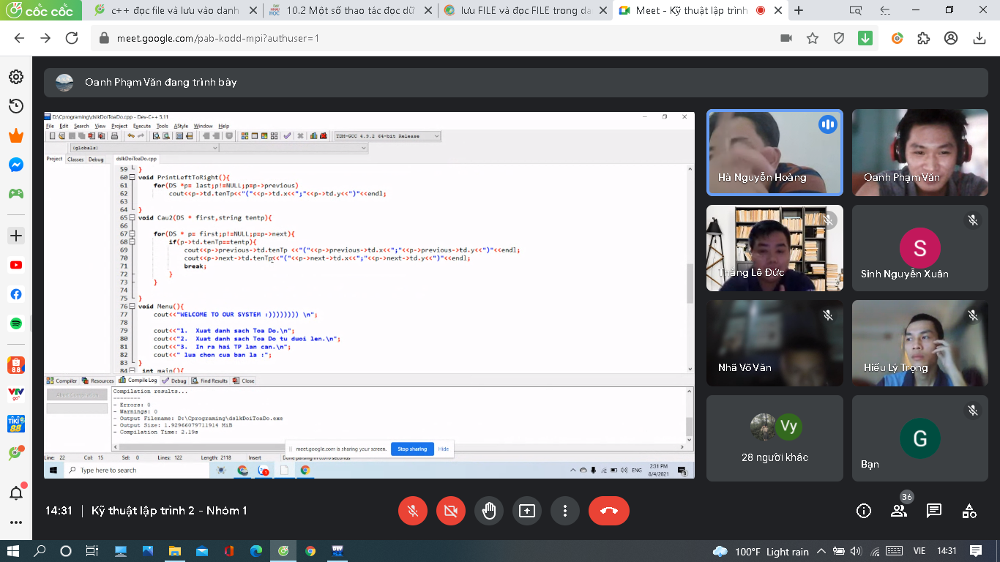 cốc cốc
c++ đọc file và lưu vào danh
10.2 Một số thao tác đọc dữ
lưu FILE và đọc FILE trong da
Meet - Kỹ thuật lập trình
meet.google.com/pab-kodd-mpi?authuser=1
Oanh Phạm Văn đang trình bày
D:\Cprograming\dslkDoiToaDo.cpp - Dev-C++ 5.11
File Edit Search View Project Execute Tools AStyle Window Help
TDM-GCC 4.9.2 64-bit Release
(globals)
Project Classes Debug
dslkDoiToaDo.cpp
59 }
60 void PrintLeftToRight(){
61 for(DS *p= last;p!=NULL;p=p->previous)
62 cout<<p->td.tenTp<<"("<<p->td.x<<";"<<p->td.y<<")"<<endl;
63
64 }
65 void Cau2(DS * first,string tentp){
66
67 for(DS * p= first;p!=NULL;p=p->next){
68 if(p->td.tenTp==tentp){
69 cout<<p->previous->td.tenTp <<"("<<p->previous->td.x<<";"<<p->previous->td.y<<")"<<endl;
70 cout<<p->next->td.tenTp<<"("<<p->next->td.x<<";"<<p->next->td.y<<")"<<endl;
71 break;
72 }
73 }
74
75 }
76 void Menu(){
77 cout<<"WELCOME TO OUR SYSTEM :)))))))) \n";
78
79 cout<<"1. Xuat danh sach Toa Do.\n";
80 cout<<"2. Xuat danh sach Toa Do tu duoi len.\n";
81 cout<<"3. In ra hai TP lan can.\n";
82 cout<<" lua chon cua ban la :";
83 }
84 int main(){
Compiler Resources Compile Log Debug Find Results Close
Abort Compilation
Compilation results...
--------
- Errors: 0
- Warnings: 0
- Output Filename: D:\Cprograming\dslkDoiToaDo.exe
- Output Size: 1.92966079711914 MiB
- Compilation Time: 2.19s
meet.google.com is sharing your screen. Stop sharing Hide
Line: 22 Col: 15 Sel: 0 Lines: 122 Length: 2118 Insert Done parsing in seconds
Type here to search
ENG
2:31 PM
8/4/2021
Hà Nguyễn Hoàng
Oanh Phạm Văn
Thắng Lê Đức
S
Sinh Nguyễn Xuân
Nhã Võ Văn
Hiếu Lý Trọng
Vy
28 người khác
G
Bạn
14:31 | Kỹ thuật lập trình 2 - Nhóm 1
36
100°F Light rain
VIE
14:31